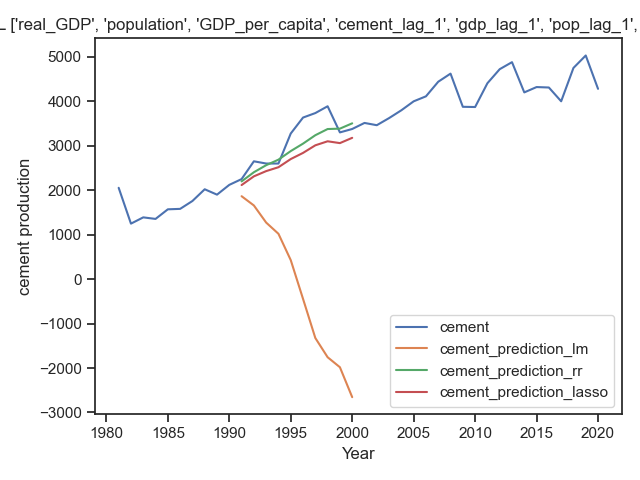 ['real_GDP', 'population', 'GDP_per_capita', 'cement_lag_1', 'gdp_lag_1', 'pop_lag_1',
5000
4000
3000
2000
1000
0
−1000
−2000
−3000
cement production
cement
cement_prediction_lm
cement_prediction_rr
cement_prediction_lasso
1980 1985 1990 1995 2000 2005 2010 2015 2020
Year